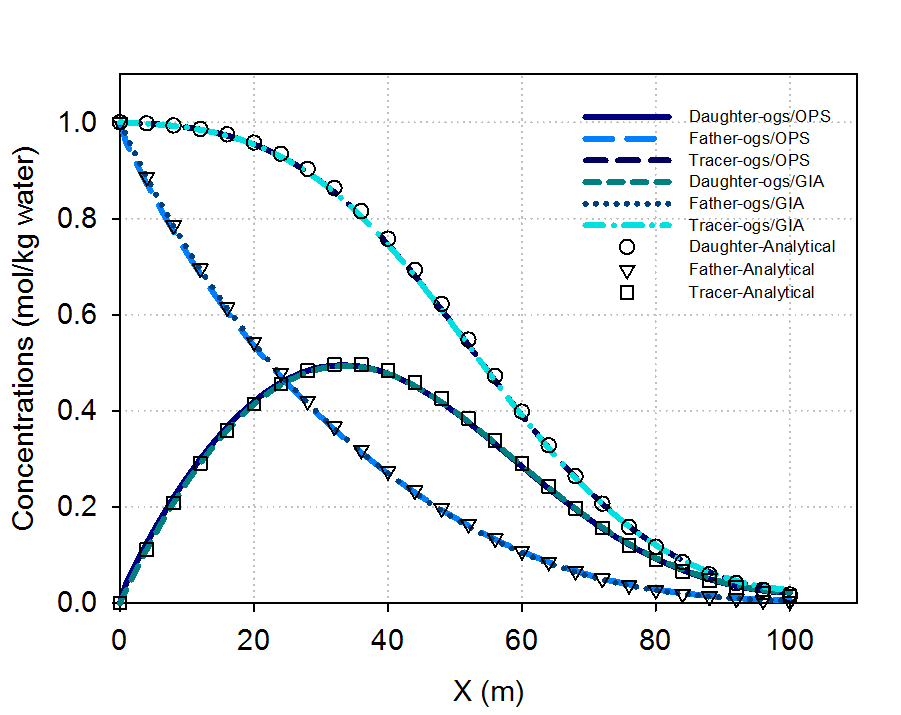 Concentrations (mol/kg water)
1.0
0.8
0.6
0.4
0.2
0.0
Daughter-ogs/OPS
Father-ogs/OPS
Tracer-ogs/OPS
Daughter-ogs/GIA
Father-ogs/GIA
Tracer-ogs/GIA
Daughter-Analytical
Father-Analytical
Tracer-Analytical
0 20 40 60 80 100
X (m)